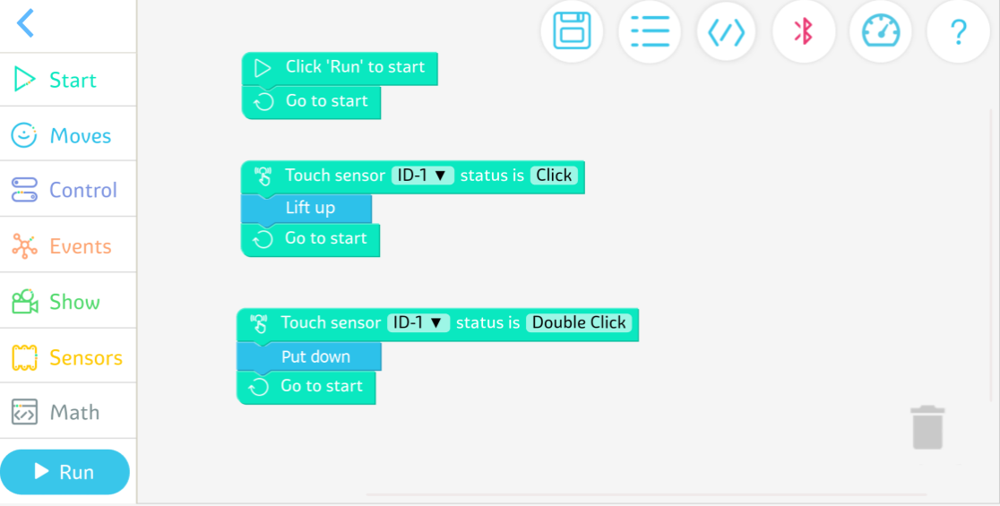 Start
Moves
Control
Events
Show
Sensors
Math
Run
Click 'Run' to start
Go to start
Touch sensor ID-1 ▼ status is Click
Lift up
Go to start
Touch sensor ID-1 ▼ status is Double Click
Put down
Go to start
?